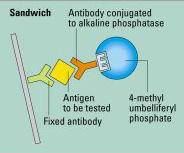 Sandwich
Antibody conjugated
to alkaline phosphatase
Antigen
to be tested
Fixed antibody
4-methyl
umbelliferyl
phosphate